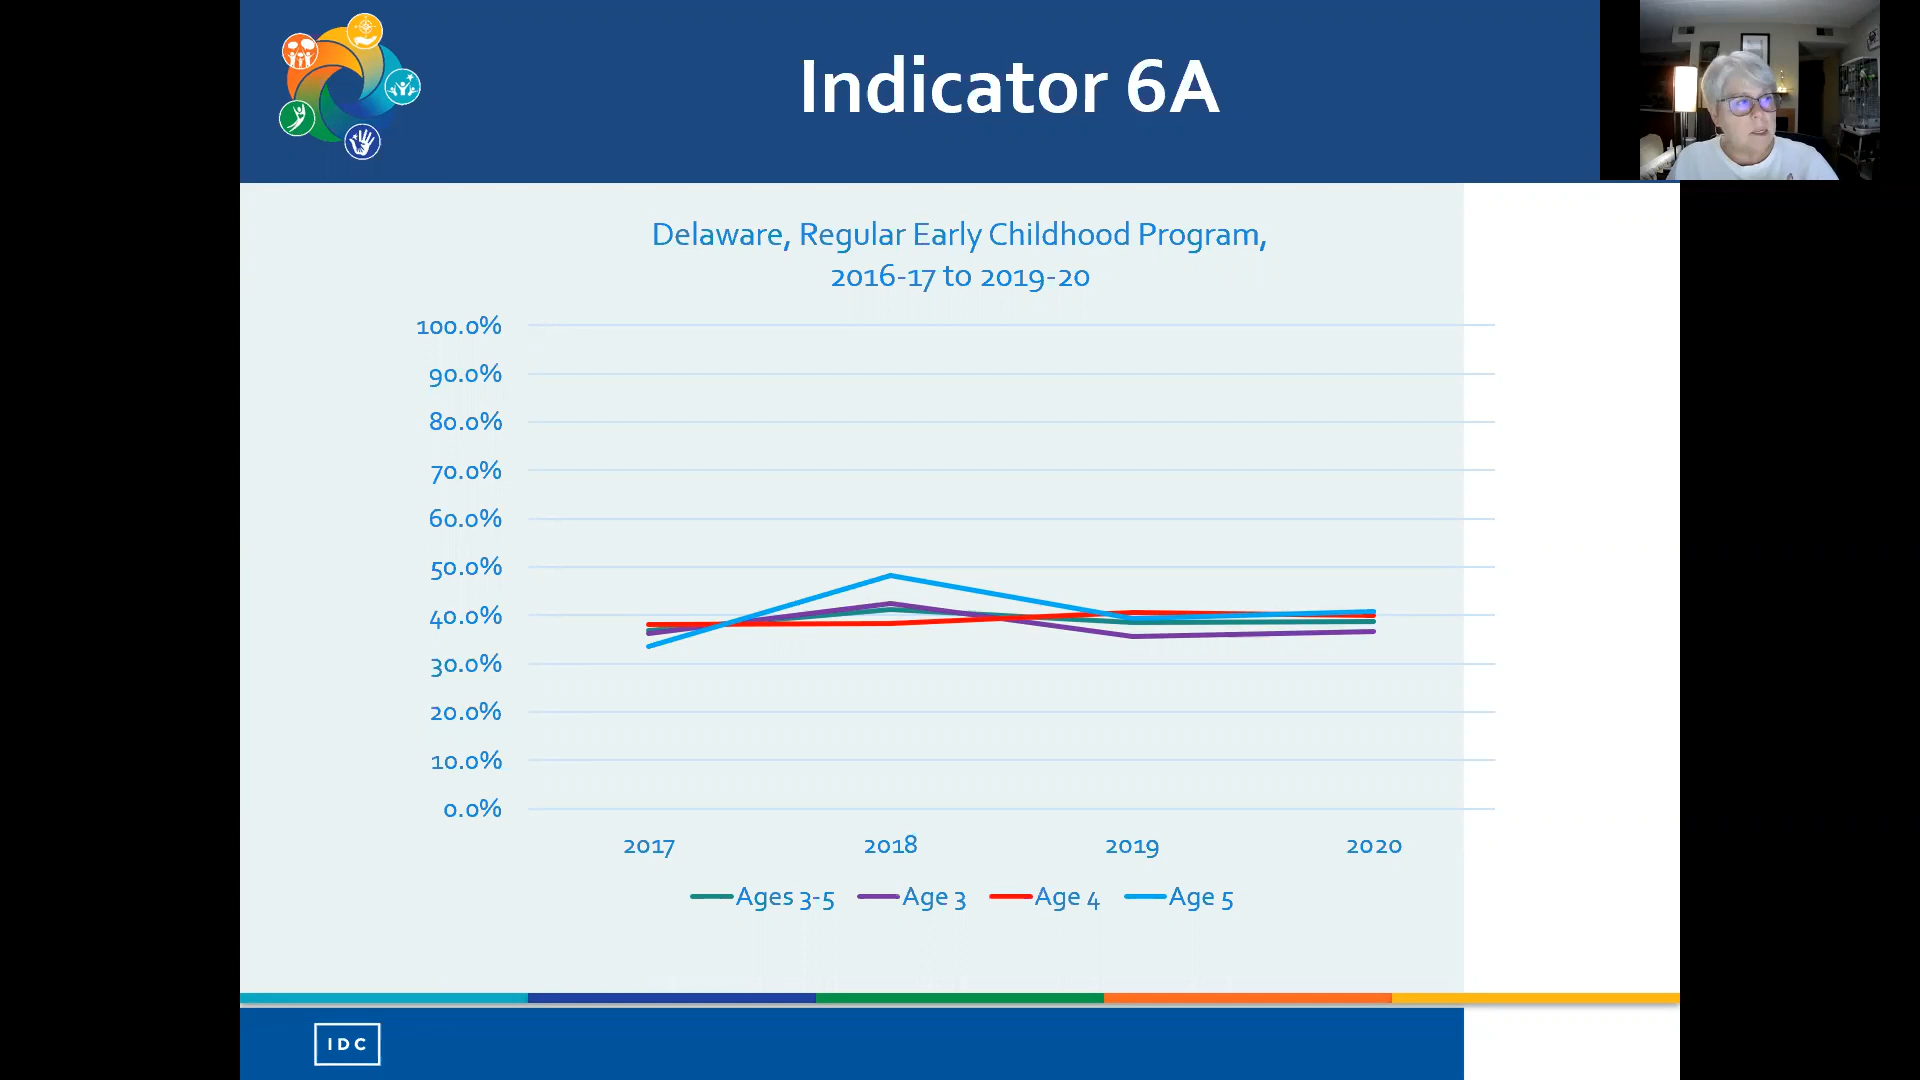 Indicator 6A
Delaware, Regular Early Childhood Program,
2016-17 to 2019-20
100.0%
90.0%
80.0%
70.0%
60.0%
50.0%
40.0%
30.0%
20.0%
10.0%
0.0%
2017 2018 2019 2020
Ages 3-5 Age 3 Age 4 Age 5
IDC